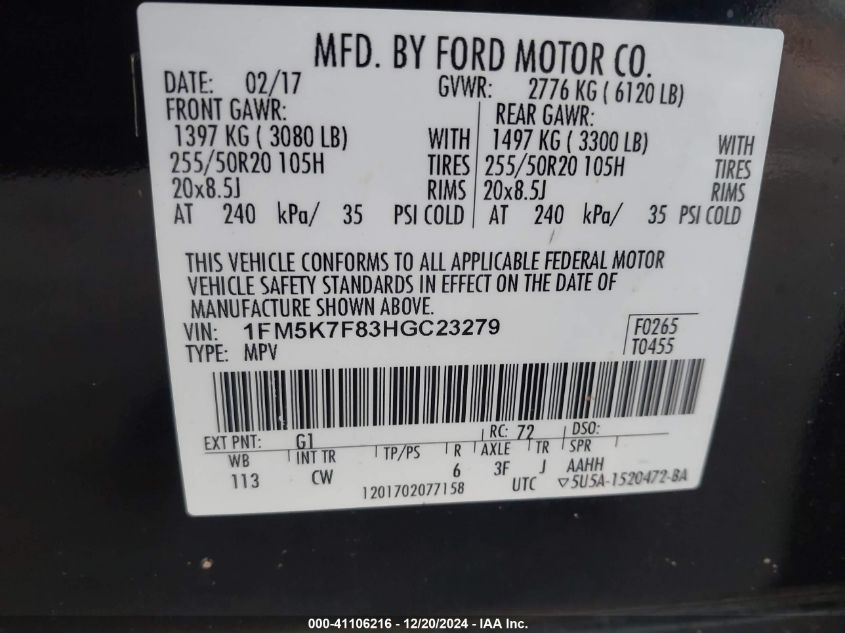 MFD. BY FORD MOTOR CO.
DATE: 02/17 GVWR: 2776 KG ( 6120 LB)
FRONT GAWR: REAR GAWR:
1397 KG ( 3080 LB) WITH 1497 KG ( 3300 LB) WITH
255/50R20 105H TIRES 255/50R20 105H TIRES
20x8.5J RIMS 20x8.5J RIMS
AT 240 kPa/ 35 PSI COLD AT 240 kPa/ 35 PSI COLD
THIS VEHICLE CONFORMS TO ALL APPLICABLE FEDERAL MOTOR
VEHICLE SAFETY STANDARDS IN EFFECT ON THE DATE OF
MANUFACTURE SHOWN ABOVE.
VIN: 1FM5K7F83HGC23279 F0265
TYPE: MPV T0455
EXT PNT: G1 RC: 72 DSO:
WB INT TR TP/PS R AXLE TR SPR
113 CW 6 3F J AAHH
1201702077158 UTC ▽5U5A-1520472-BA
000-41106216 - 12/20/2024 - IAA Inc.